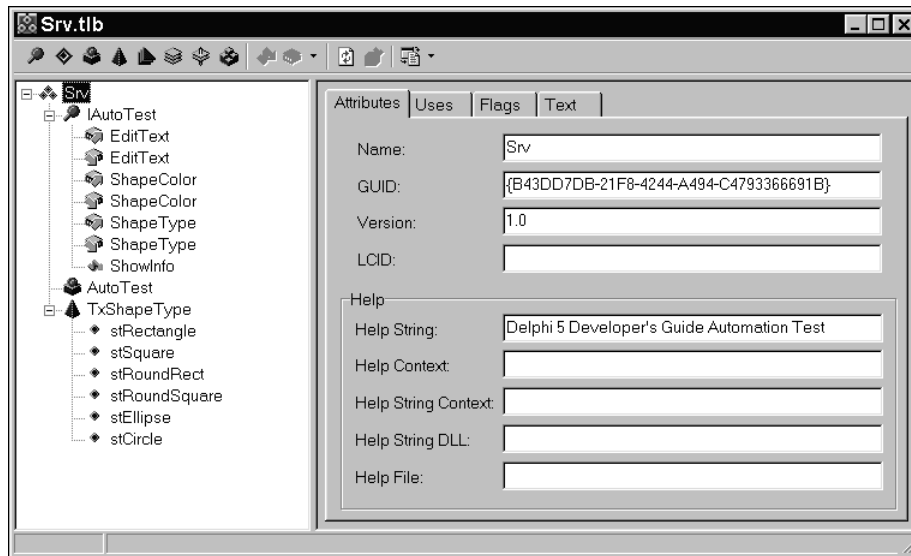 Srv.tlb
Srv
IAutoTest
EditText
EditText
ShapeColor
ShapeColor
ShapeType
ShapeType
ShowInfo
AutoTest
TxShapeType
stRectangle
stSquare
stRoundRect
stRoundSquare
stEllipse
stCircle
Attributes Uses Flags Text
Name: Srv
GUID: {B43DD7DB-21F8-4244-A494-C4793366691B}
Version: 1.0
LCID:
Help
Help String: Delphi 5 Developer's Guide Automation Test
Help Context:
Help String Context:
Help String DLL:
Help File: